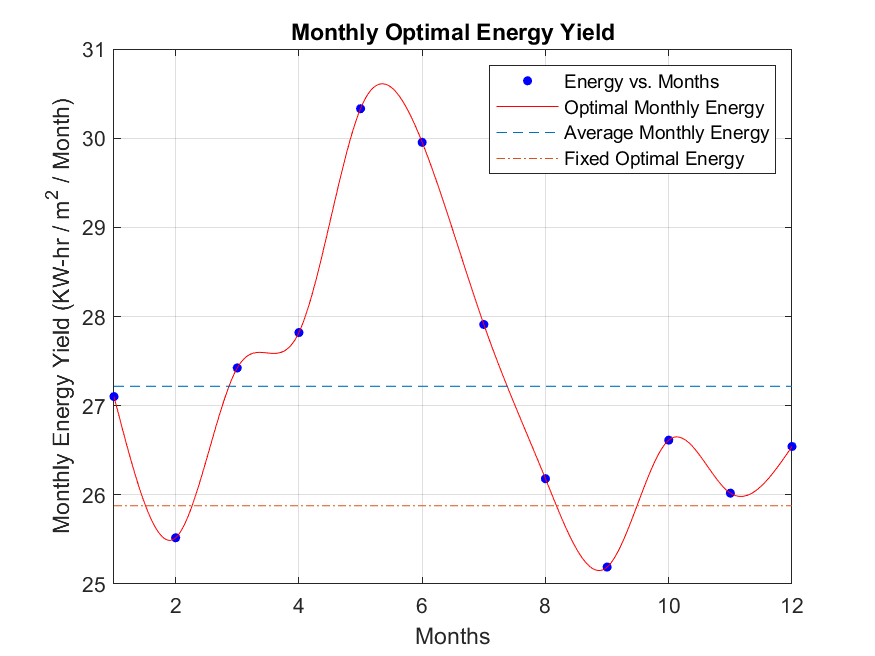 Monthly Optimal Energy Yield
Monthly Energy Yield (KW-hr / m² / Month)
31
30
29
28
27
26
25
Energy vs. Months
Optimal Monthly Energy
Average Monthly Energy
Fixed Optimal Energy
2 4 6 8 10 12
Months